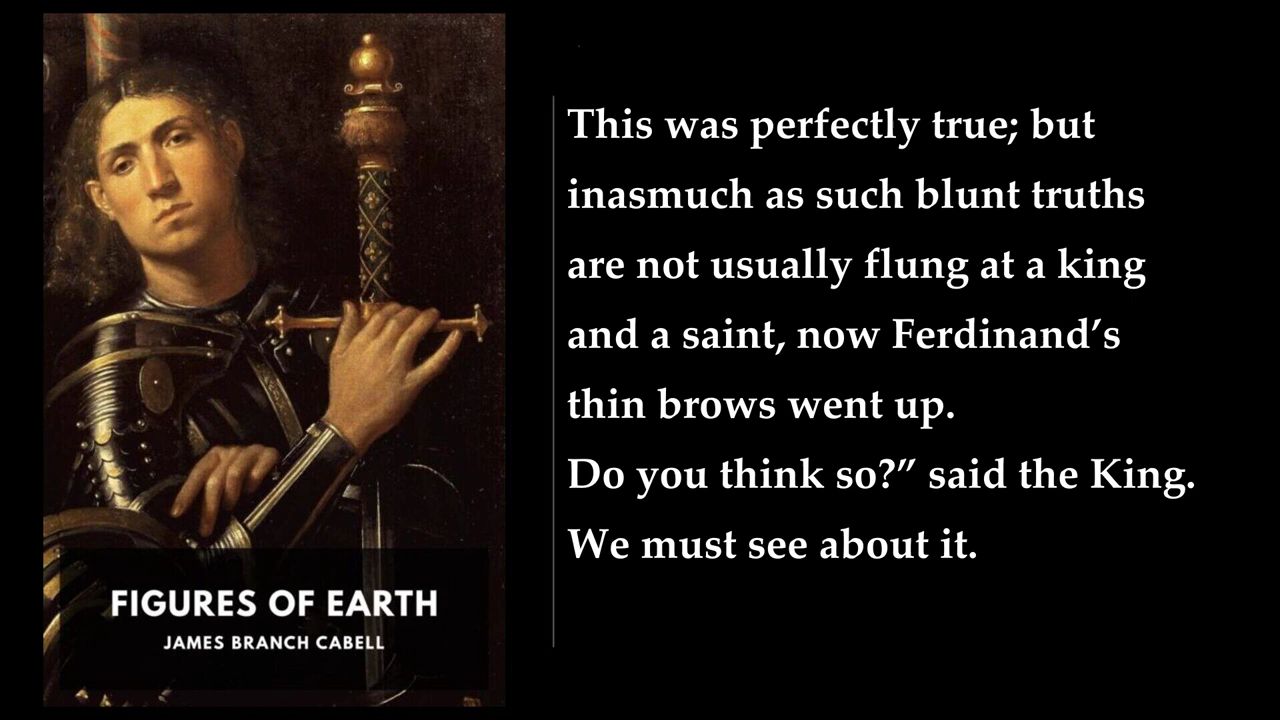 This was perfectly true; but
inasmuch as such blunt truths
are not usually flung at a king
and a saint, now Ferdinand’s
thin brows went up.
Do you think so?” said the King.
We must see about it.
FIGURES OF EARTH
JAMES BRANCH CABELL